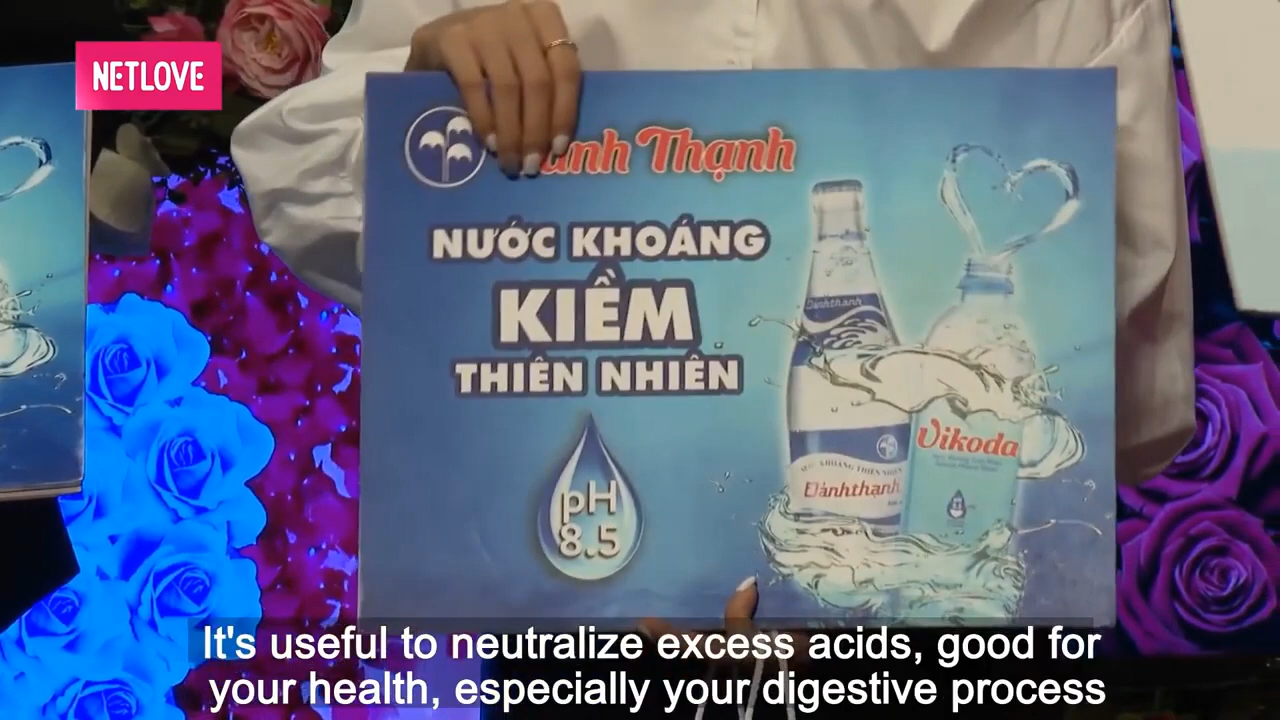 NETLOVE
Thạnh
NƯỚC KHOÁNG
KIỀM
THIÊN NHIÊN
pH
8.5
Đánhthạnh
Vikoda
It's useful to neutralize excess acids, good for
your health, especially your digestive process